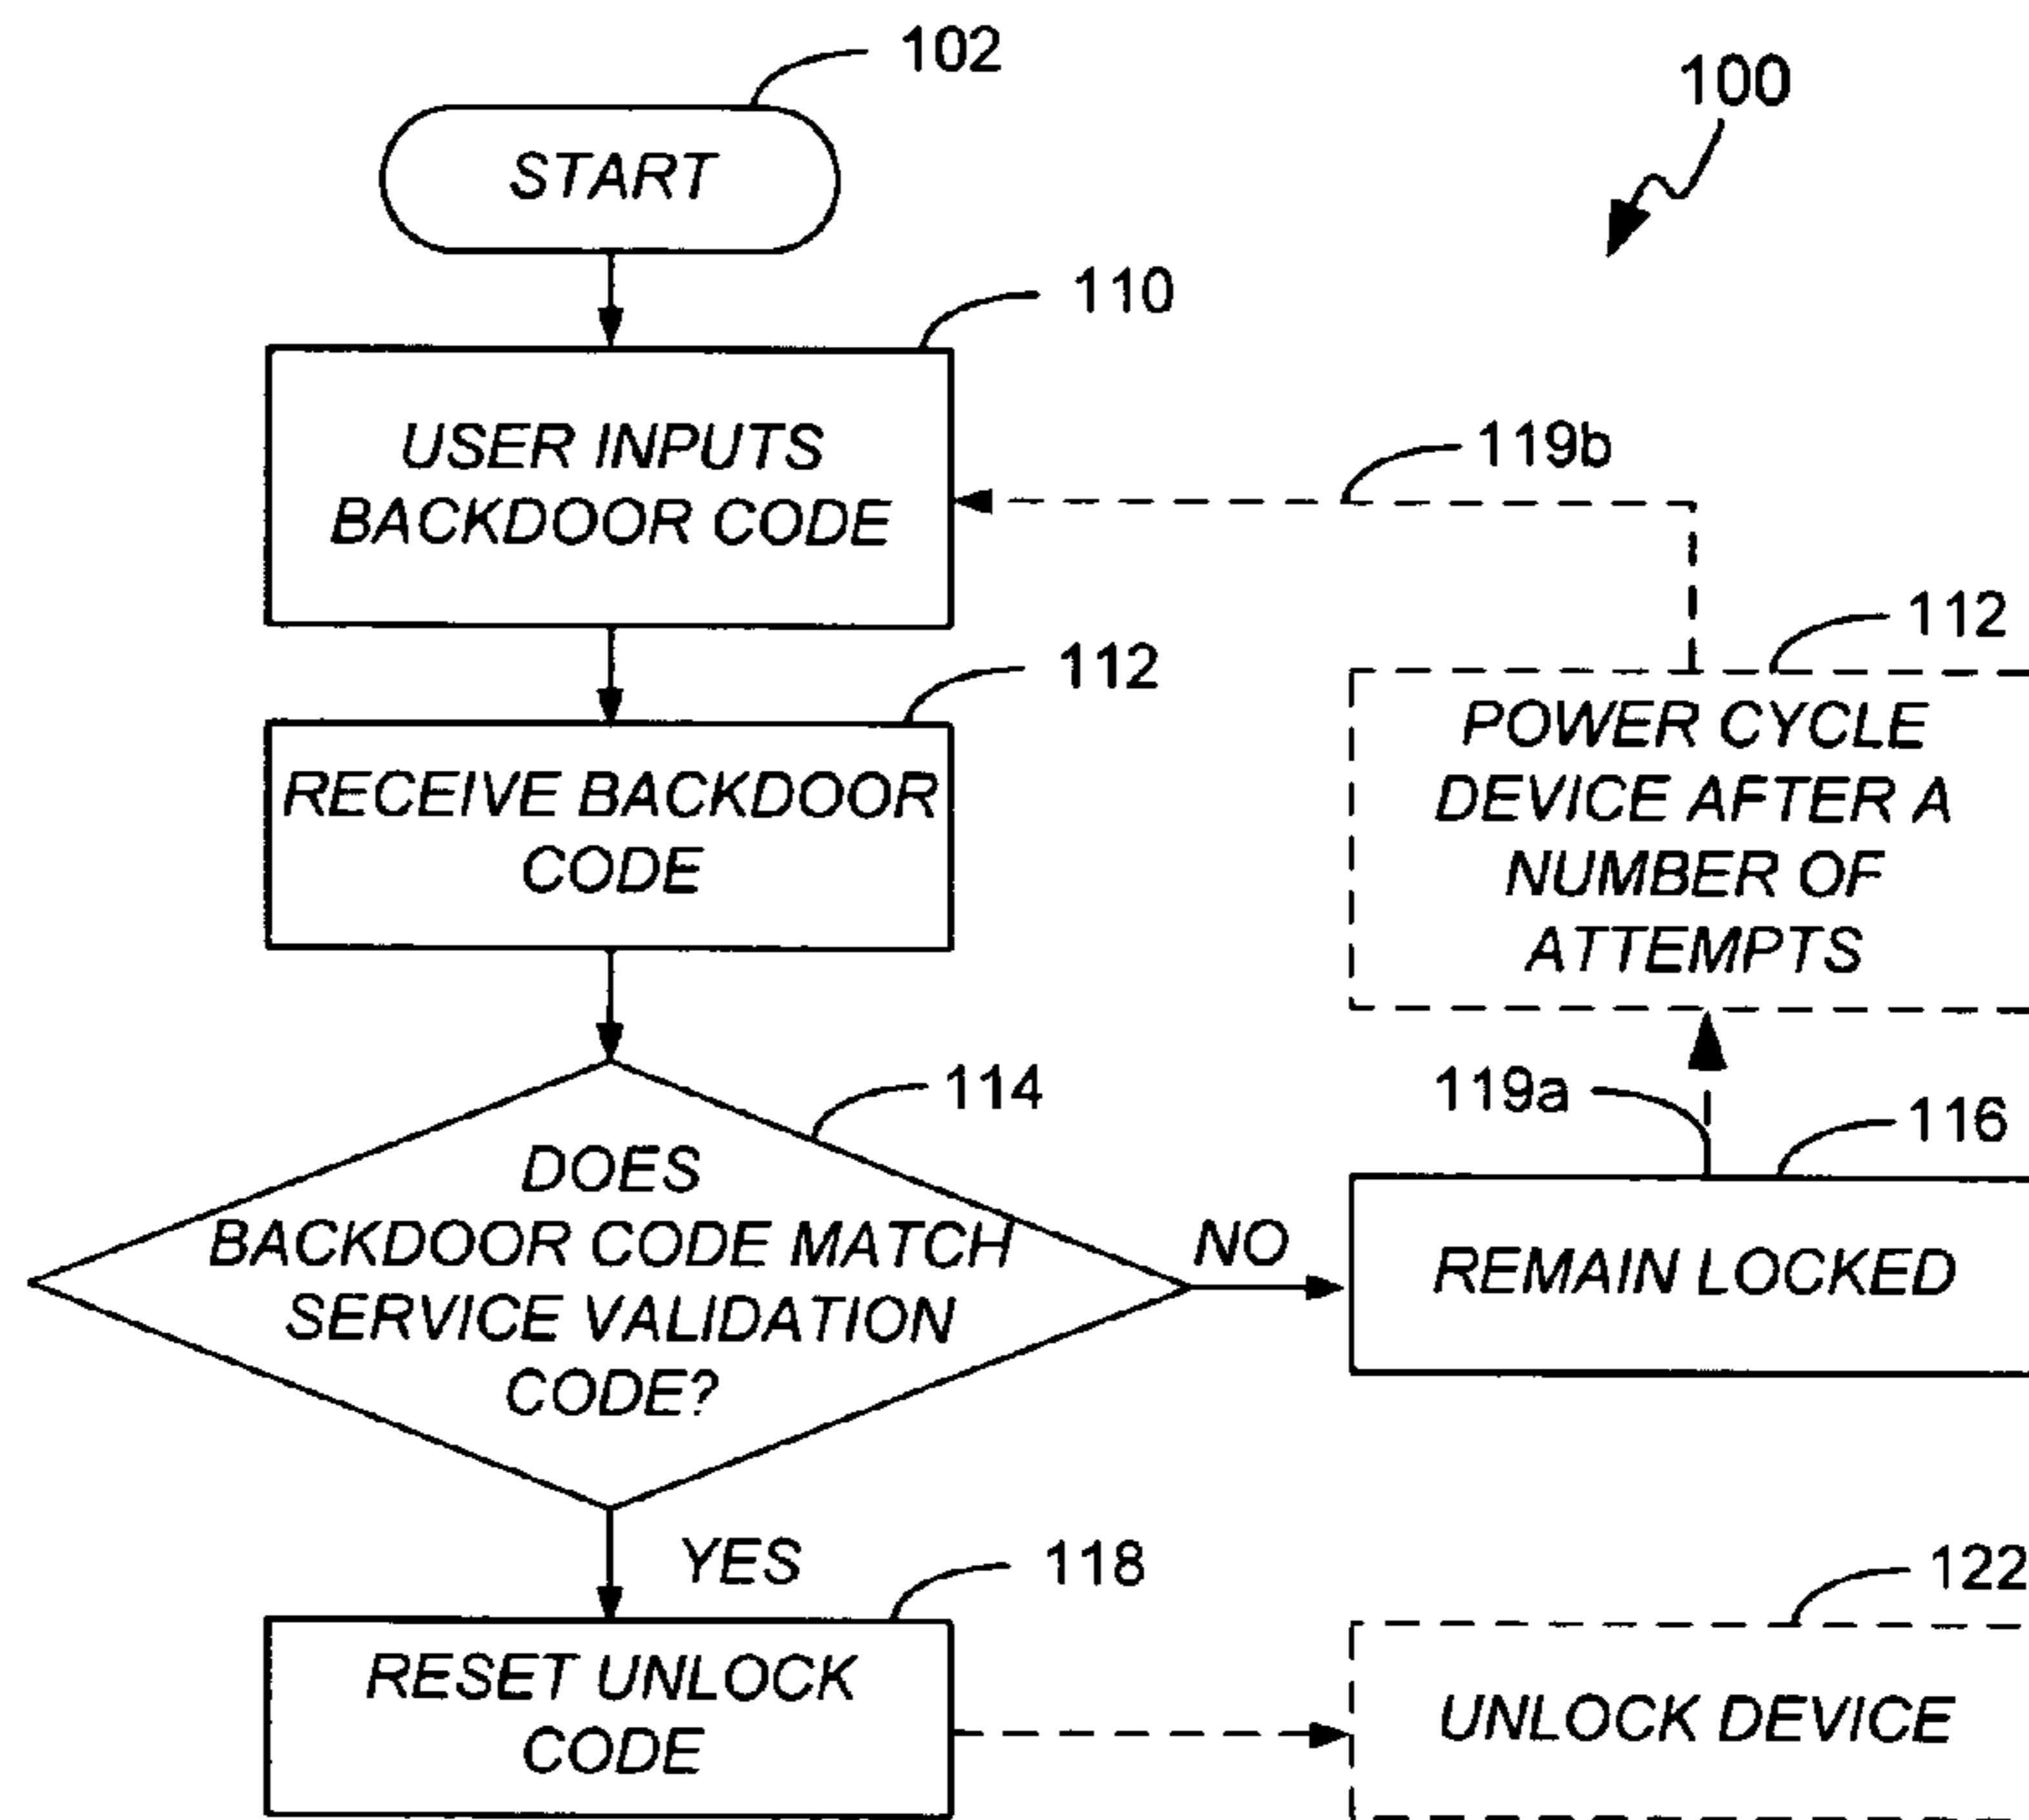 102
START
100
110
USER INPUTS
BACKDOOR CODE
119b
112
RECEIVE BACKDOOR
CODE
112
POWER CYCLE
DEVICE AFTER A
NUMBER OF
ATTEMPTS
114
DOES
BACKDOOR CODE MATCH
SERVICE VALIDATION
CODE?
NO
119a
116
REMAIN LOCKED
YES
118
RESET UNLOCK
CODE
122
UNLOCK DEVICE